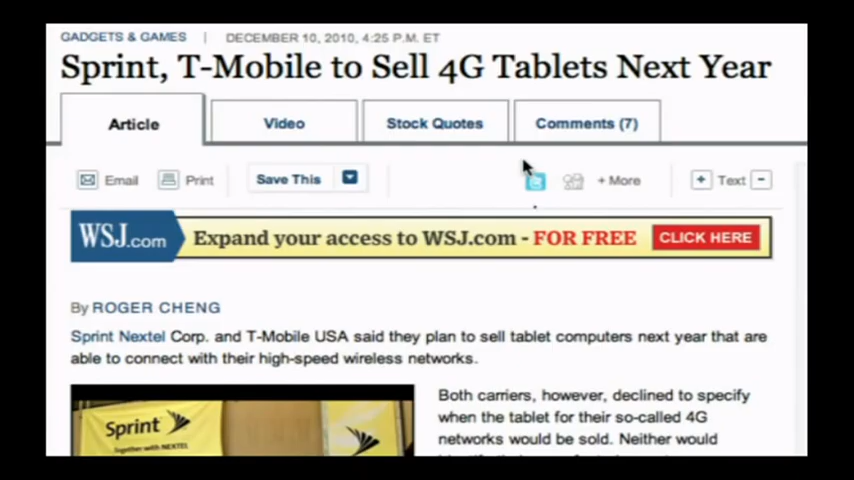 GADGETS & GAMES | DECEMBER 10, 2010, 4:25 P.M. ET
Sprint, T-Mobile to Sell 4G Tablets Next Year
Article Video Stock Quotes Comments (7)
Email Print Save This + More + Text −
WSJ.com Expand your access to WSJ.com - FOR FREE CLICK HERE
By ROGER CHENG
Sprint Nextel Corp. and T-Mobile USA said they plan to sell tablet computers next year that are
able to connect with their high-speed wireless networks.
Both carriers, however, declined to specify
when the tablet for their so-called 4G
networks would be sold. Neither would
Sprint
Together with NEXTEL